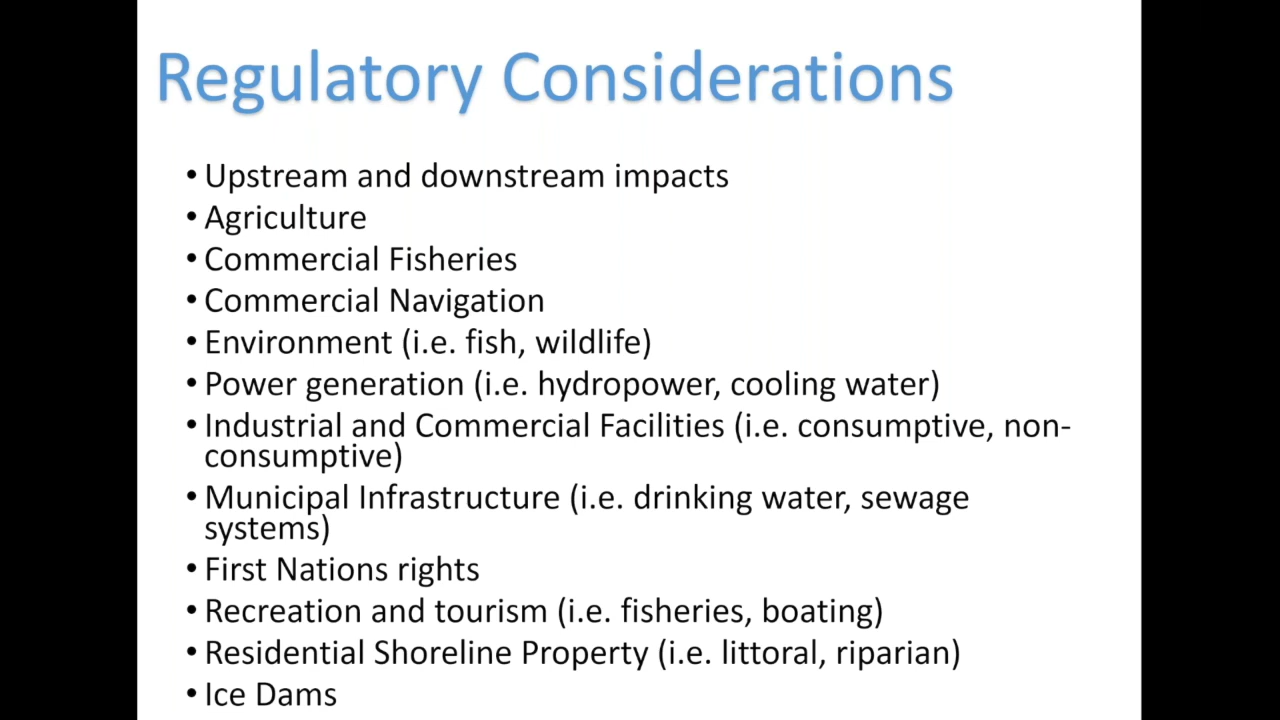 Regulatory Considerations
• Upstream and downstream impacts
• Agriculture
• Commercial Fisheries
• Commercial Navigation
• Environment (i.e. fish, wildlife)
• Power generation (i.e. hydropower, cooling water)
• Industrial and Commercial Facilities (i.e. consumptive, non-
consumptive)
• Municipal Infrastructure (i.e. drinking water, sewage
systems)
• First Nations rights
• Recreation and tourism (i.e. fisheries, boating)
• Residential Shoreline Property (i.e. littoral, riparian)
• Ice Dams